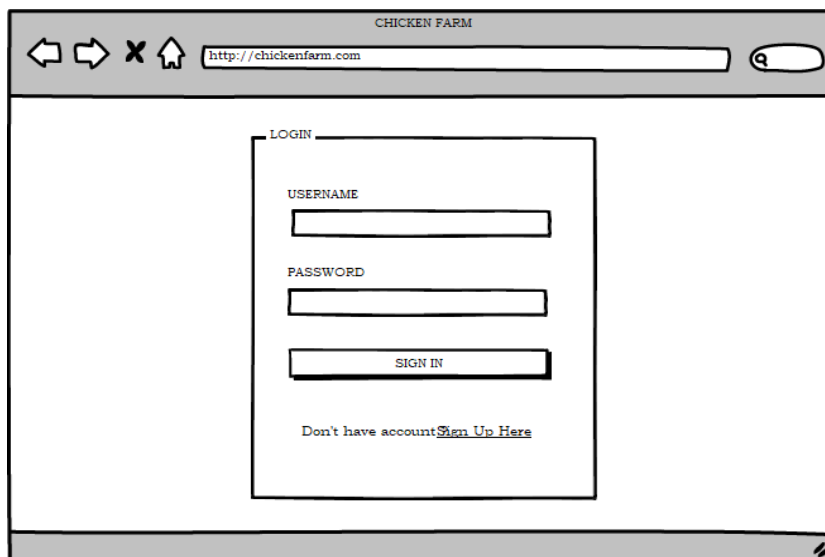 CHICKEN FARM
http://chickenfarm.com
LOGIN
USERNAME
PASSWORD
SIGN IN
Don't have account? Sign Up Here